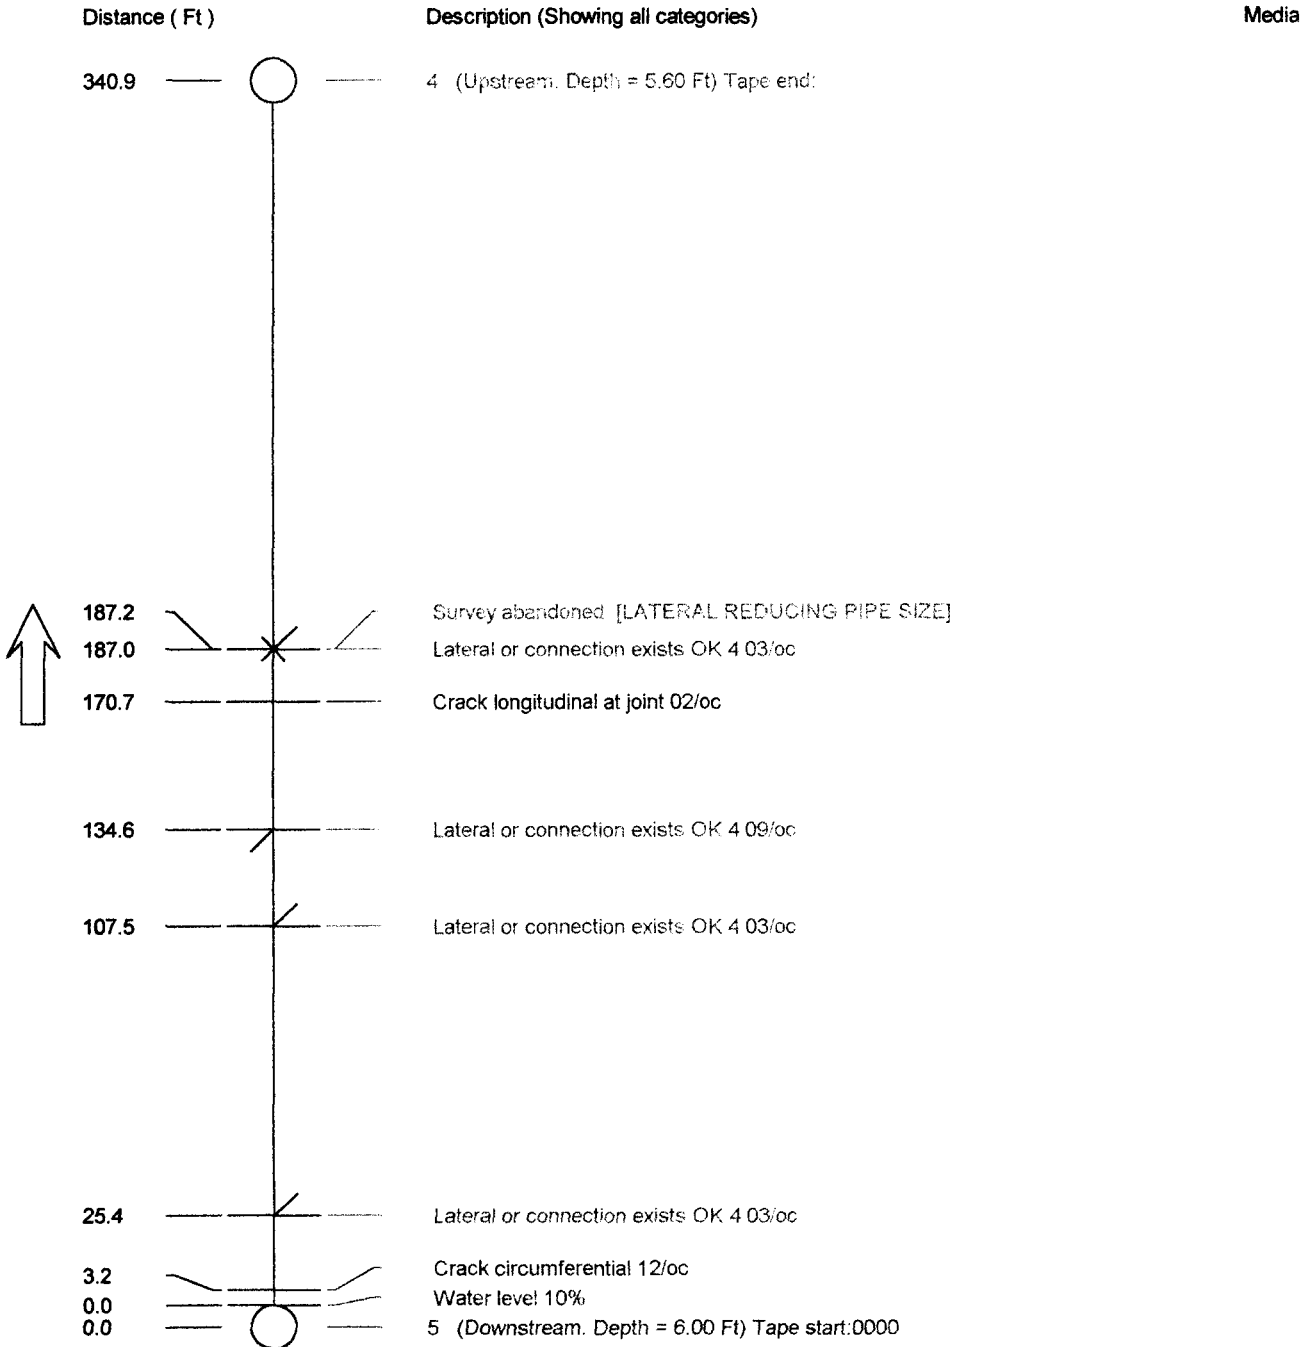 Distance ( Ft ) Description (Showing all categories) Media
340.9 4 (Upstream. Depth = 5.60 Ft) Tape end:
187.2 Survey abandoned [LATERAL REDUCING PIPE SIZE]
187.0 Lateral or connection exists OK 4 03/oc
170.7 Crack longitudinal at joint 02/oc
134.6 Lateral or connection exists OK 4 09/oc
107.5 Lateral or connection exists OK 4 03/oc
25.4 Lateral or connection exists OK 4 03/oc
3.2 Crack circumferential 12/oc
0.0 Water level 10%
0.0 5 (Downstream. Depth = 6.00 Ft) Tape start:0000